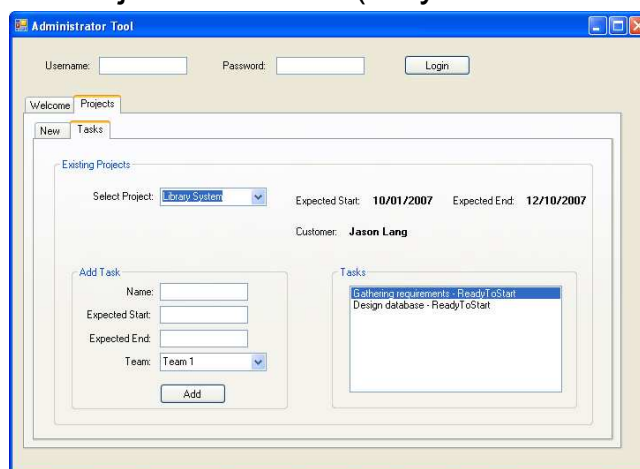 Administrator Tool
Username: Password: Login
Welcome Projects
New Tasks
Existing Projects
Select Project: Library System Expected Start: 10/01/2007 Expected End: 12/10/2007
Customer: Jason Lang
Add Task
Name:
Expected Start:
Expected End:
Team: Team 1
Add
Tasks
Gathering requirements - ReadyToStart
Design database - ReadyToStart